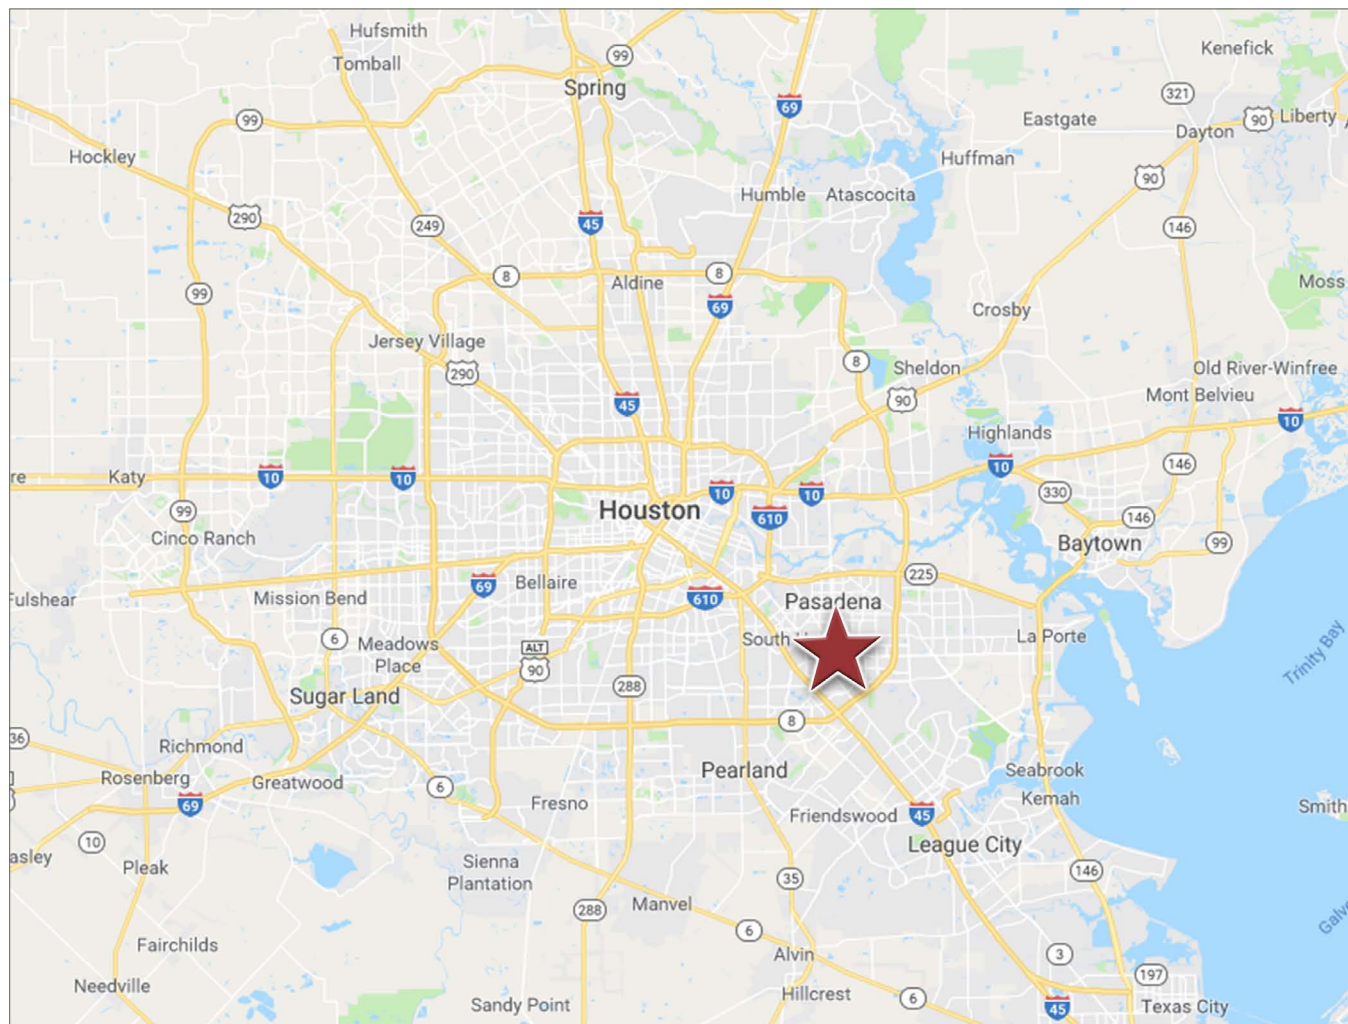 Hufsmith
Kenefick
99
Tomball
Spring
321
69
99
Eastgate
90
Liberty
Dayton
Hockley
Huffman
90
Humble
Atascocita
290
45
249
146
8
8
Aldine
Moss
99
69
Crosby
Jersey Village
8
Sheldon
Old River-Winfree
290
90
Mont Belvieu
45
10
Highlands
re
Katy
10
10
10
10
10
146
330
99
Houston
610
146
Cinco Ranch
Baytown
99
225
69
Bellaire
Fulshear
Mission Bend
610
Pasadena
6
Meadows
Place
ALT
90
South
La Porte
Trinity Bay
288
Sugar Land
8
36
Richmond
Rosenberg
Greatwood
Pearland
Seabrook
6
Kemah
69
Fresno
Friendswood
45
Smith
10
League City
asley
Pleak
Sienna
Plantation
35
146
288
Manvel
6
Galve
Fairchilds
Alvin
3
197
Needville
Hillcrest
6
Sandy Point
45
Texas City